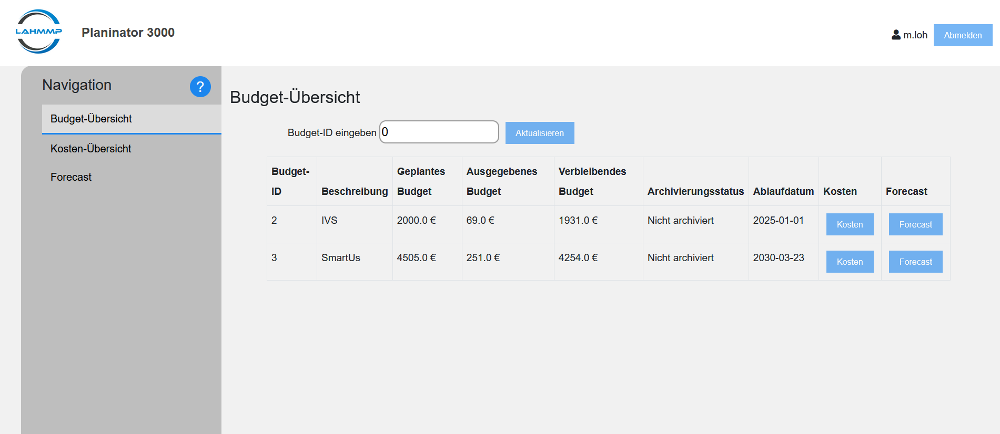 LAHMMP
Planinator 3000
m.loh
Abmelden
Navigation
?
Budget-Übersicht
Kosten-Übersicht
Forecast
Budget-Übersicht
Budget-ID eingeben 0 Aktualisieren
Budget-ID Beschreibung Geplantes Budget Ausgegebenes Budget Verbleibendes Budget Archivierungsstatus Ablaufdatum Kosten Forecast
2 IVS 2000.0 € 69.0 € 1931.0 € Nicht archiviert 2025-01-01 Kosten Forecast
3 SmartUs 4505.0 € 251.0 € 4254.0 € Nicht archiviert 2030-03-23 Kosten Forecast